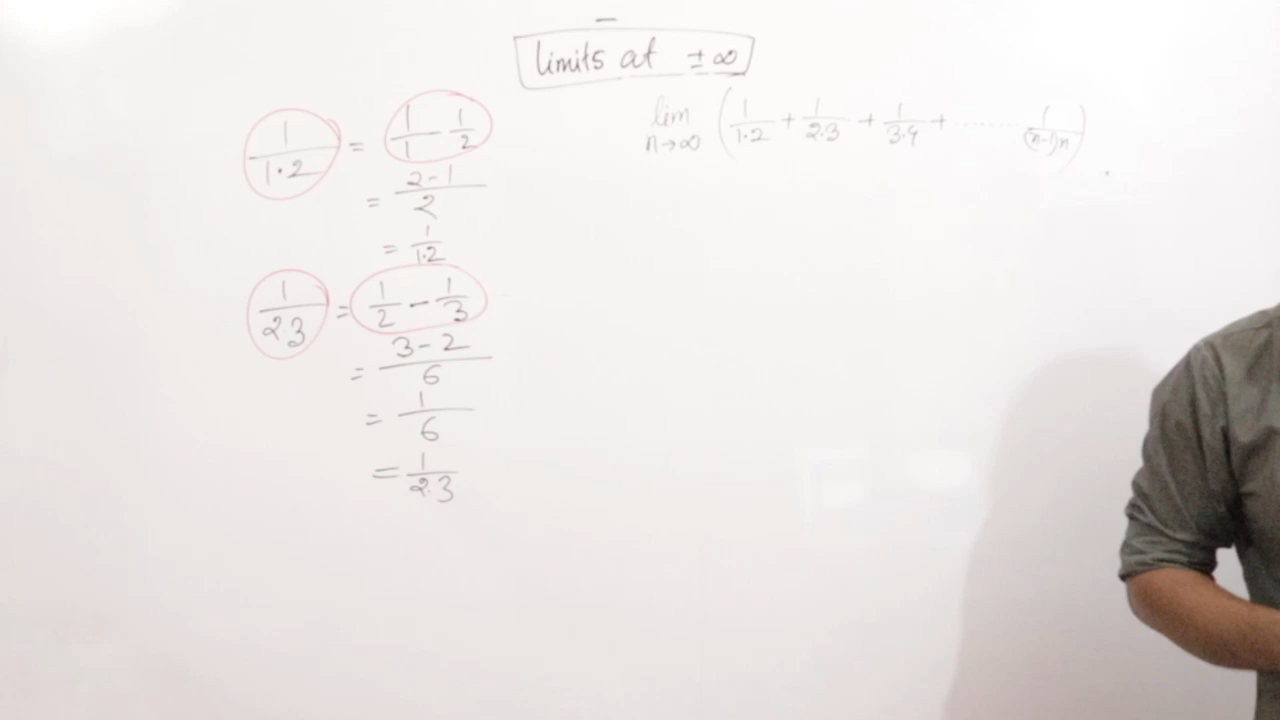 limits at ±∞
lim n→∞ (1/1·2 + 1/2.3 + 1/3.4 + ........ 1/(n-1)n)
1/1·2 = 1/1 - 1/2
= 2-1/2
= 1/1·2
1/2.3 = 1/2 - 1/3
= 3-2/6
= 1/6
= 1/2.3